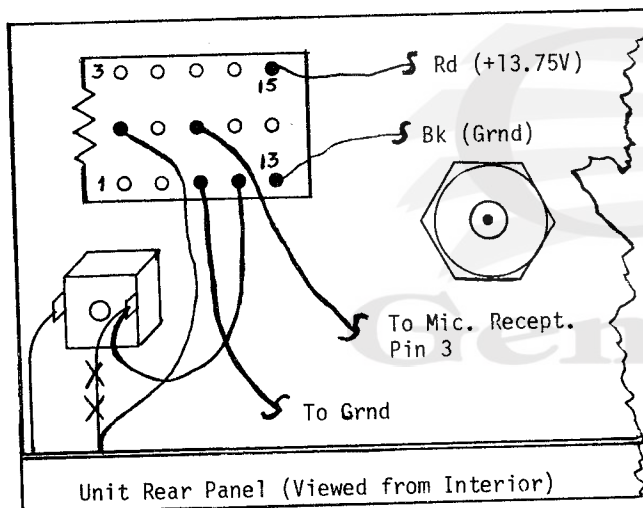 3
15
Rd (+13.75V)
Bk (Grnd)
13
1
To Mic. Recept.
Pin 3
To Grnd
Unit Rear Panel (Viewed from Interior)